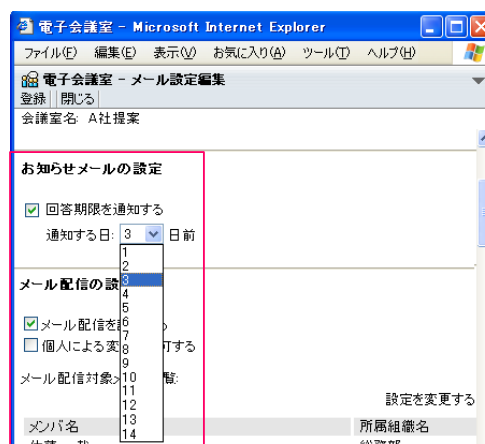 電子会議室 - Microsoft Internet Explorer
ファイル(F) 編集(E) 表示(V) お気に入り(A) ツール(T) ヘルプ(H)
電子会議室 - メール設定編集
登録 閉じる
会議室名: A社提案
お知らせメールの設定
回答期限を通知する
通知する日: 3 日前
1
2
メール配信の設
3
4
5
メール配信を
6
7
個人による変
8
可する
9
メール配信対象
10
覧:
11
設定を変更する
12
メンバ名
13
所属組織名
14